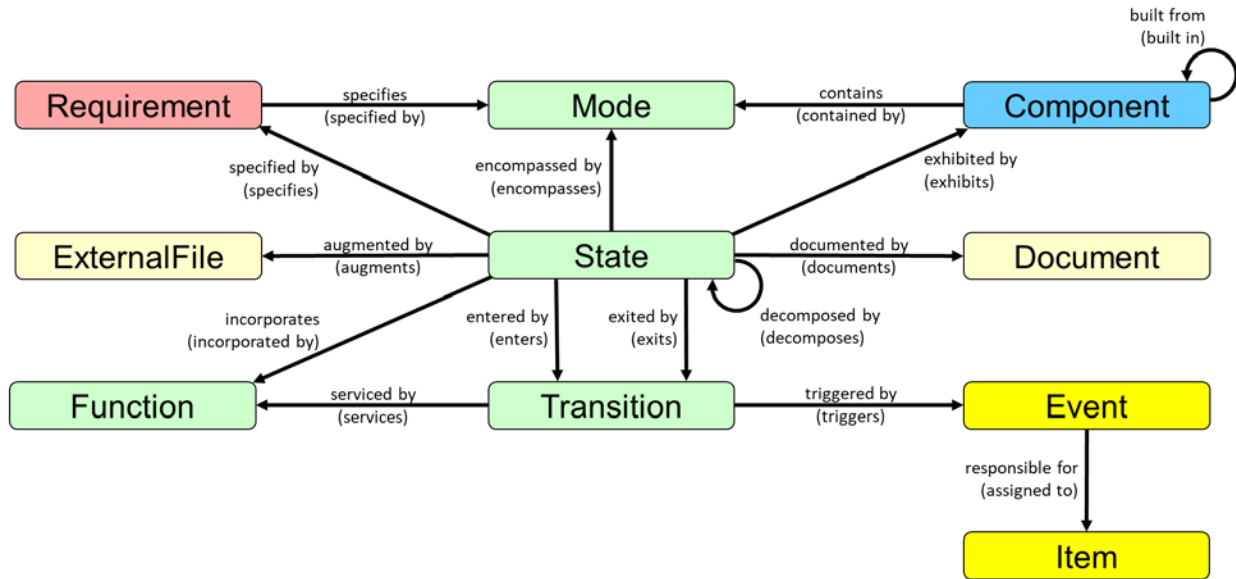 built from
(built in)
Requirement
specifies
(specified by)
Mode
contains
(contained by)
Component
specified by
(specifies)
encompassed by
(encompasses)
exhibited by
(exhibits)
ExternalFile
augmented by
(augments)
State
documented by
(documents)
Document
incorporates
(incorporated by)
entered by
(enters)
exited by
(exits)
decomposed by
(decomposes)
Function
serviced by
(services)
Transition
triggered by
(triggers)
Event
responsible for
(assigned to)
Item